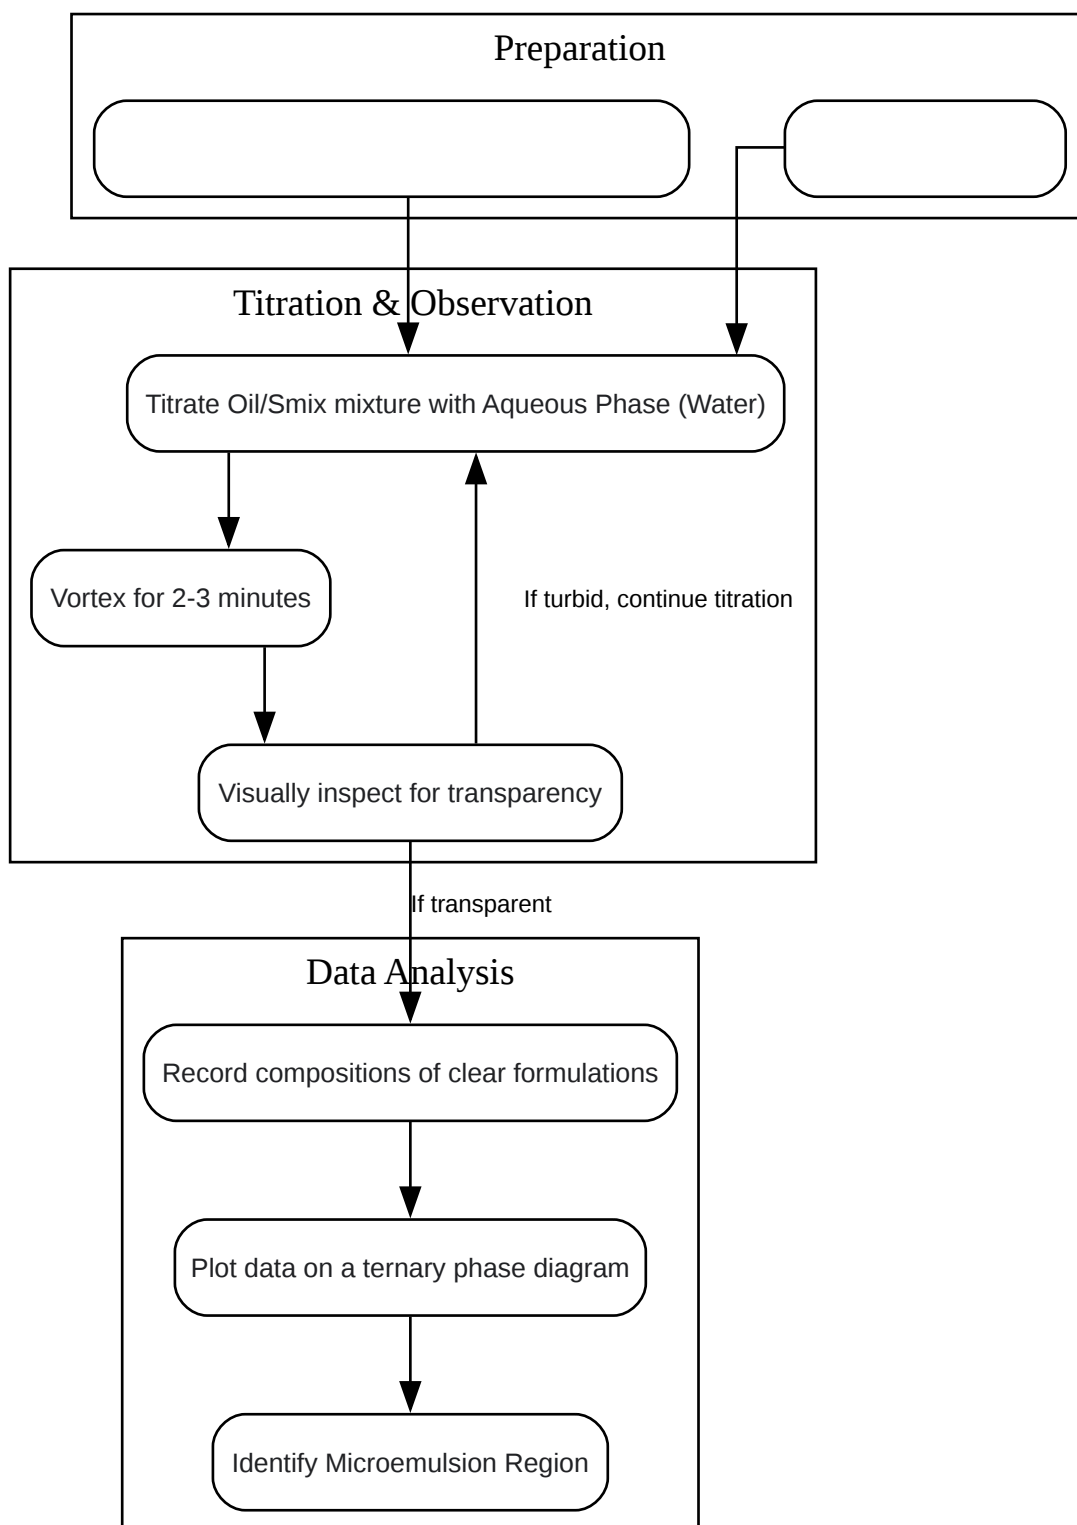 Preparation
Titration & Observation
Titrate Oil/Smix mixture with Aqueous Phase (Water)
Vortex for 2-3 minutes
If turbid, continue titration
Visually inspect for transparency
If transparent
Data Analysis
Record compositions of clear formulations
Plot data on a ternary phase diagram
Identify Microemulsion Region